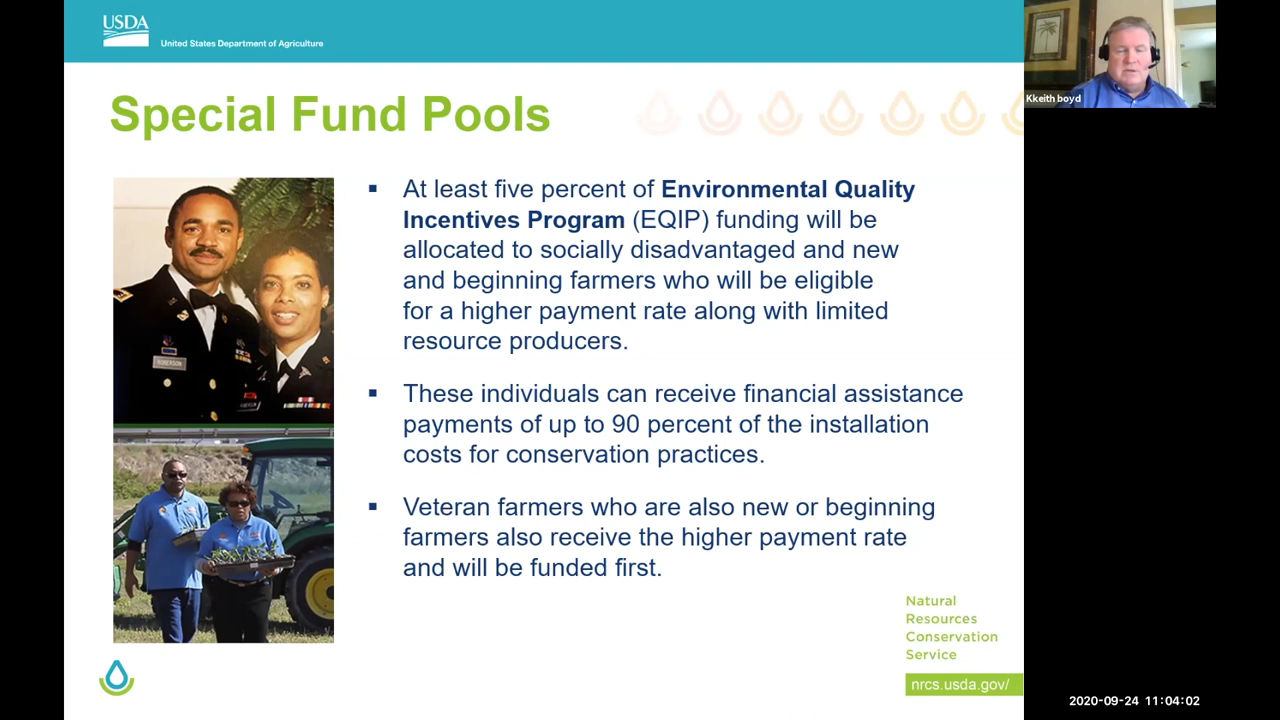 USDA
United States Department of Agriculture
Kkeith boyd
Special Fund Pools
▪ At least five percent of Environmental Quality
Incentives Program (EQIP) funding will be
allocated to socially disadvantaged and new
and beginning farmers who will be eligible
for a higher payment rate along with limited
resource producers.
▪ These individuals can receive financial assistance
payments of up to 90 percent of the installation
costs for conservation practices.
▪ Veteran farmers who are also new or beginning
farmers also receive the higher payment rate
and will be funded first.
Natural
Resources
Conservation
Service
nrcs.usda.gov/
2020-09-24 11:04:02